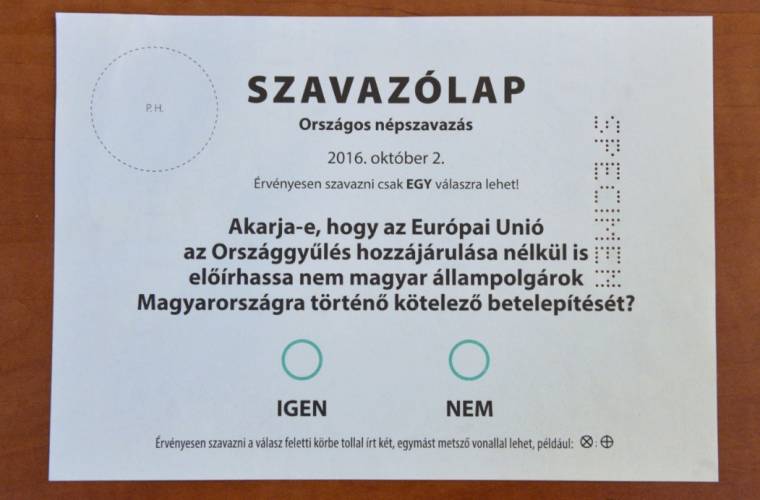 P.H.
SZAVAZÓLAP
Országos népszavazás
2016. október 2.
Érvényesen szavazni csak EGY válaszra lehet!
SPECIMEN
Akarja-e, hogy az Európai Unió
az Országgyűlés hozzájárulása nélkül is
előírhassa nem magyar állampolgárok
Magyarországra történő kötelező betelepítését?
IGEN NEM
Érvényesen szavazni a válasz feletti körbe tollal írt két, egymást metsző vonallal lehet, például: ⊗ ; ⊕